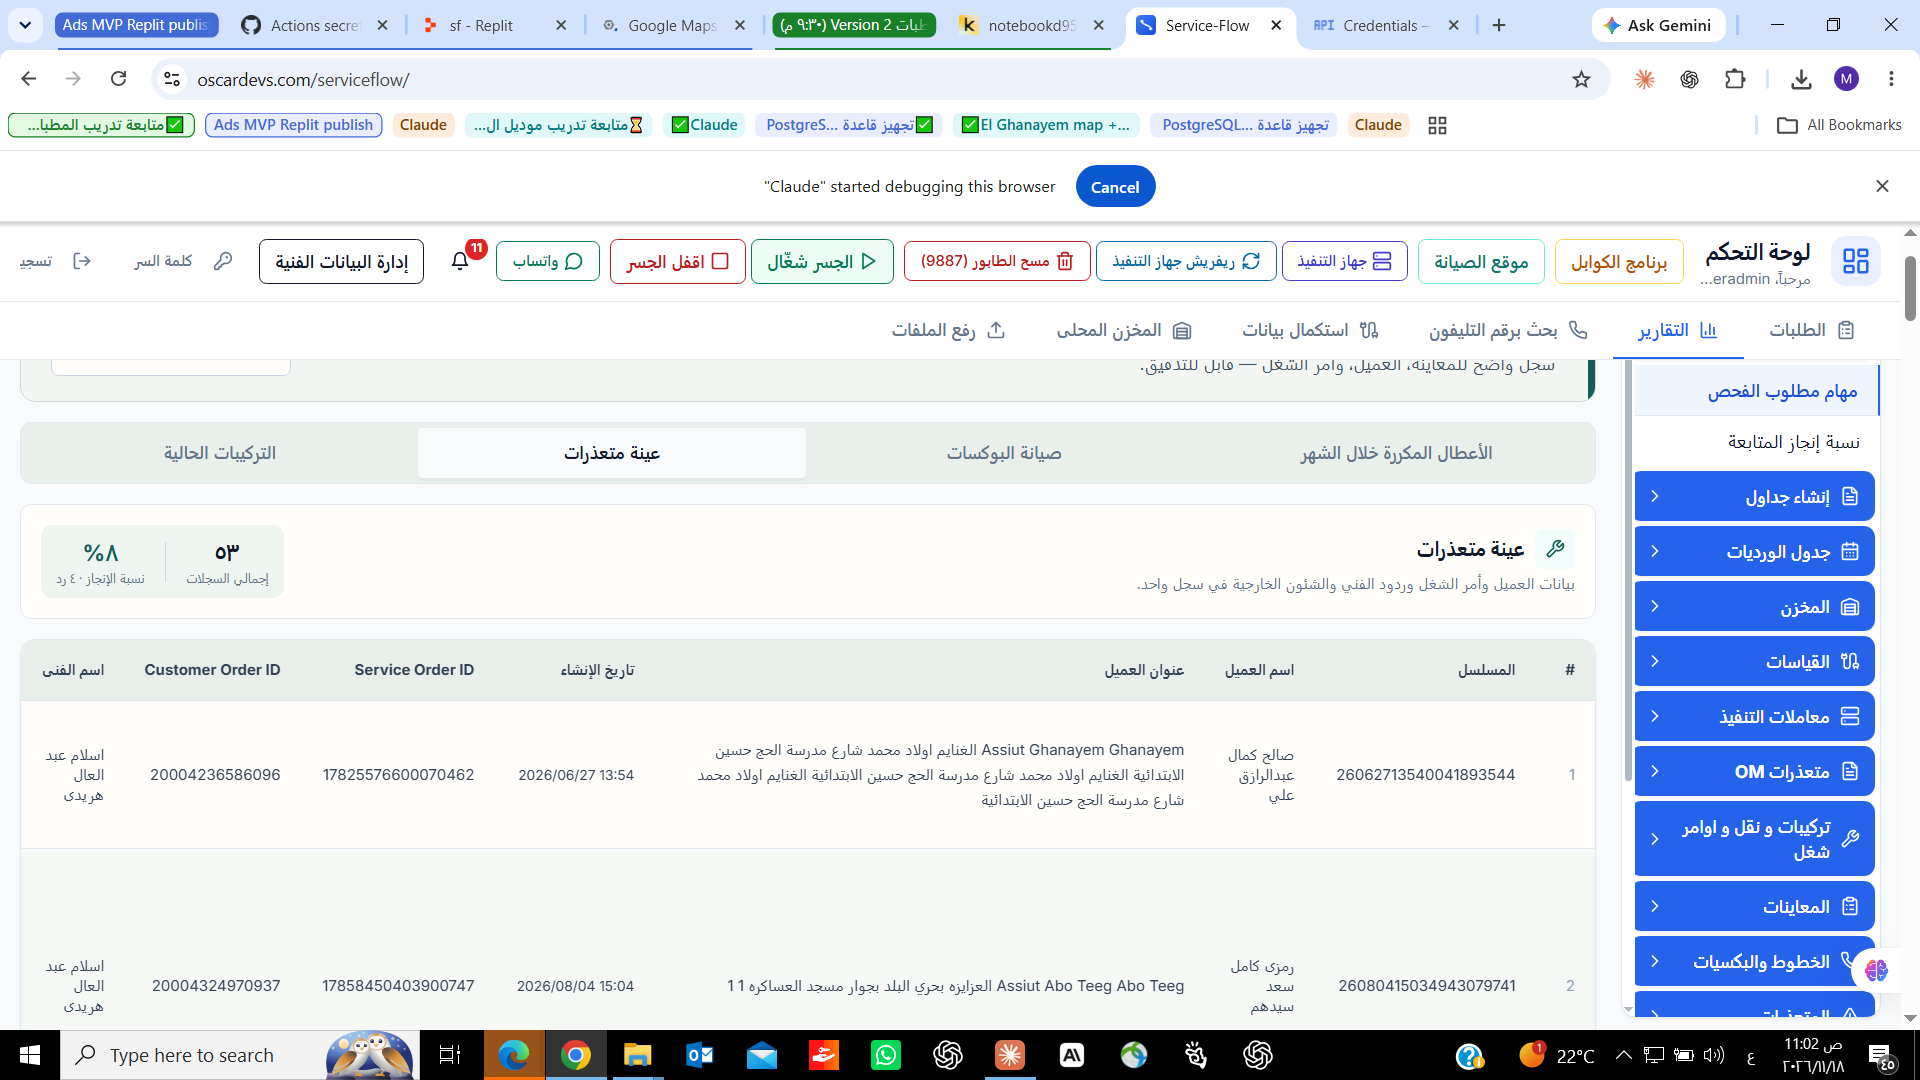 Ads MVP Replit publis
Actions secre
sf - Replit
Google Maps
(٩:٣٠ م) Version 2 طلبات
notebookd95
Service-Flow
Credentials –
Ask Gemini
oscardevs.com/serviceflow/
M
متابعة تدريب المطبا...
Ads MVP Replit publish
Claude
متابعة تدريب موديل ال...
Claude
تجهيز قاعدة PostgreS...
El Ghanayem map +...
تجهيز قاعدة PostgreSQL...
Claude
All Bookmarks
"Claude" started debugging this browser
Cancel
لوحة التحكم
مرحباً، eradmin...
برنامج الكوابل
موقع الصيانة
جهاز التنفيذ
ريفريش جهاز التنفيذ
مسح الطابور (9887)
الجسر شغّال
اقفل الجسر
واتساب
11
إدارة البيانات الفنية
كلمة السر
تسجي
الطلبات
التقارير
بحث برقم التليفون
استكمال بيانات
المخزن المحلى
رفع الملفات
سجل واضح للمعاينة، العميل، وأمر الشغل — قابل للتدقيق.
الأعطال المكررة خلال الشهر
صيانة البوكسات
عينة متعذرات
التركيبات الحالية
عينة متعذرات
بيانات العميل وأمر الشغل وردود الفني والشئون الخارجية في سجل واحد.
٥٣
إجمالي السجلات
٨%
نسبة الإنجاز · ٤٠ رد
# المسلسل اسم العميل عنوان العميل تاريخ الإنشاء Service Order ID Customer Order ID اسم الفنى
1
26062713540041893544
صالح كمال
عبدالرازق
علي
Assiut Ghanayem Ghanayem الغنايم اولاد محمد شارع مدرسة الحج حسين
الابتدائية الغنايم اولاد محمد شارع مدرسة الحج حسين الابتدائية الغنايم اولاد محمد
شارع مدرسة الحج حسين الابتدائية
2026/06/27 13:54
17825576600070462
20004236586096
اسلام عبد
العال
هريدى
2
26080415034943079741
رمزى كامل
سعد
سيدهم
Assiut Abo Teeg Abo Teeg العزايزه بحري البلد بجوار مسجد العساكره 1 1
2026/08/04 15:04
17858450403900747
20004324970937
اسلام عبد
العال
هريدى
مهام مطلوب الفحص
نسبة إنجاز المتابعة
إنشاء جداول
جدول الورديات
المخزن
القياسات
معاملات التنفيذ
متعذرات OM
تركيبات و نقل و اوامر
شغل
المعاينات
الخطوط والبكسيات
المتعذرات
Type here to search
1
22°C
ع
11:02 ص
٢٠٢٦/١١/١٨
٤٥